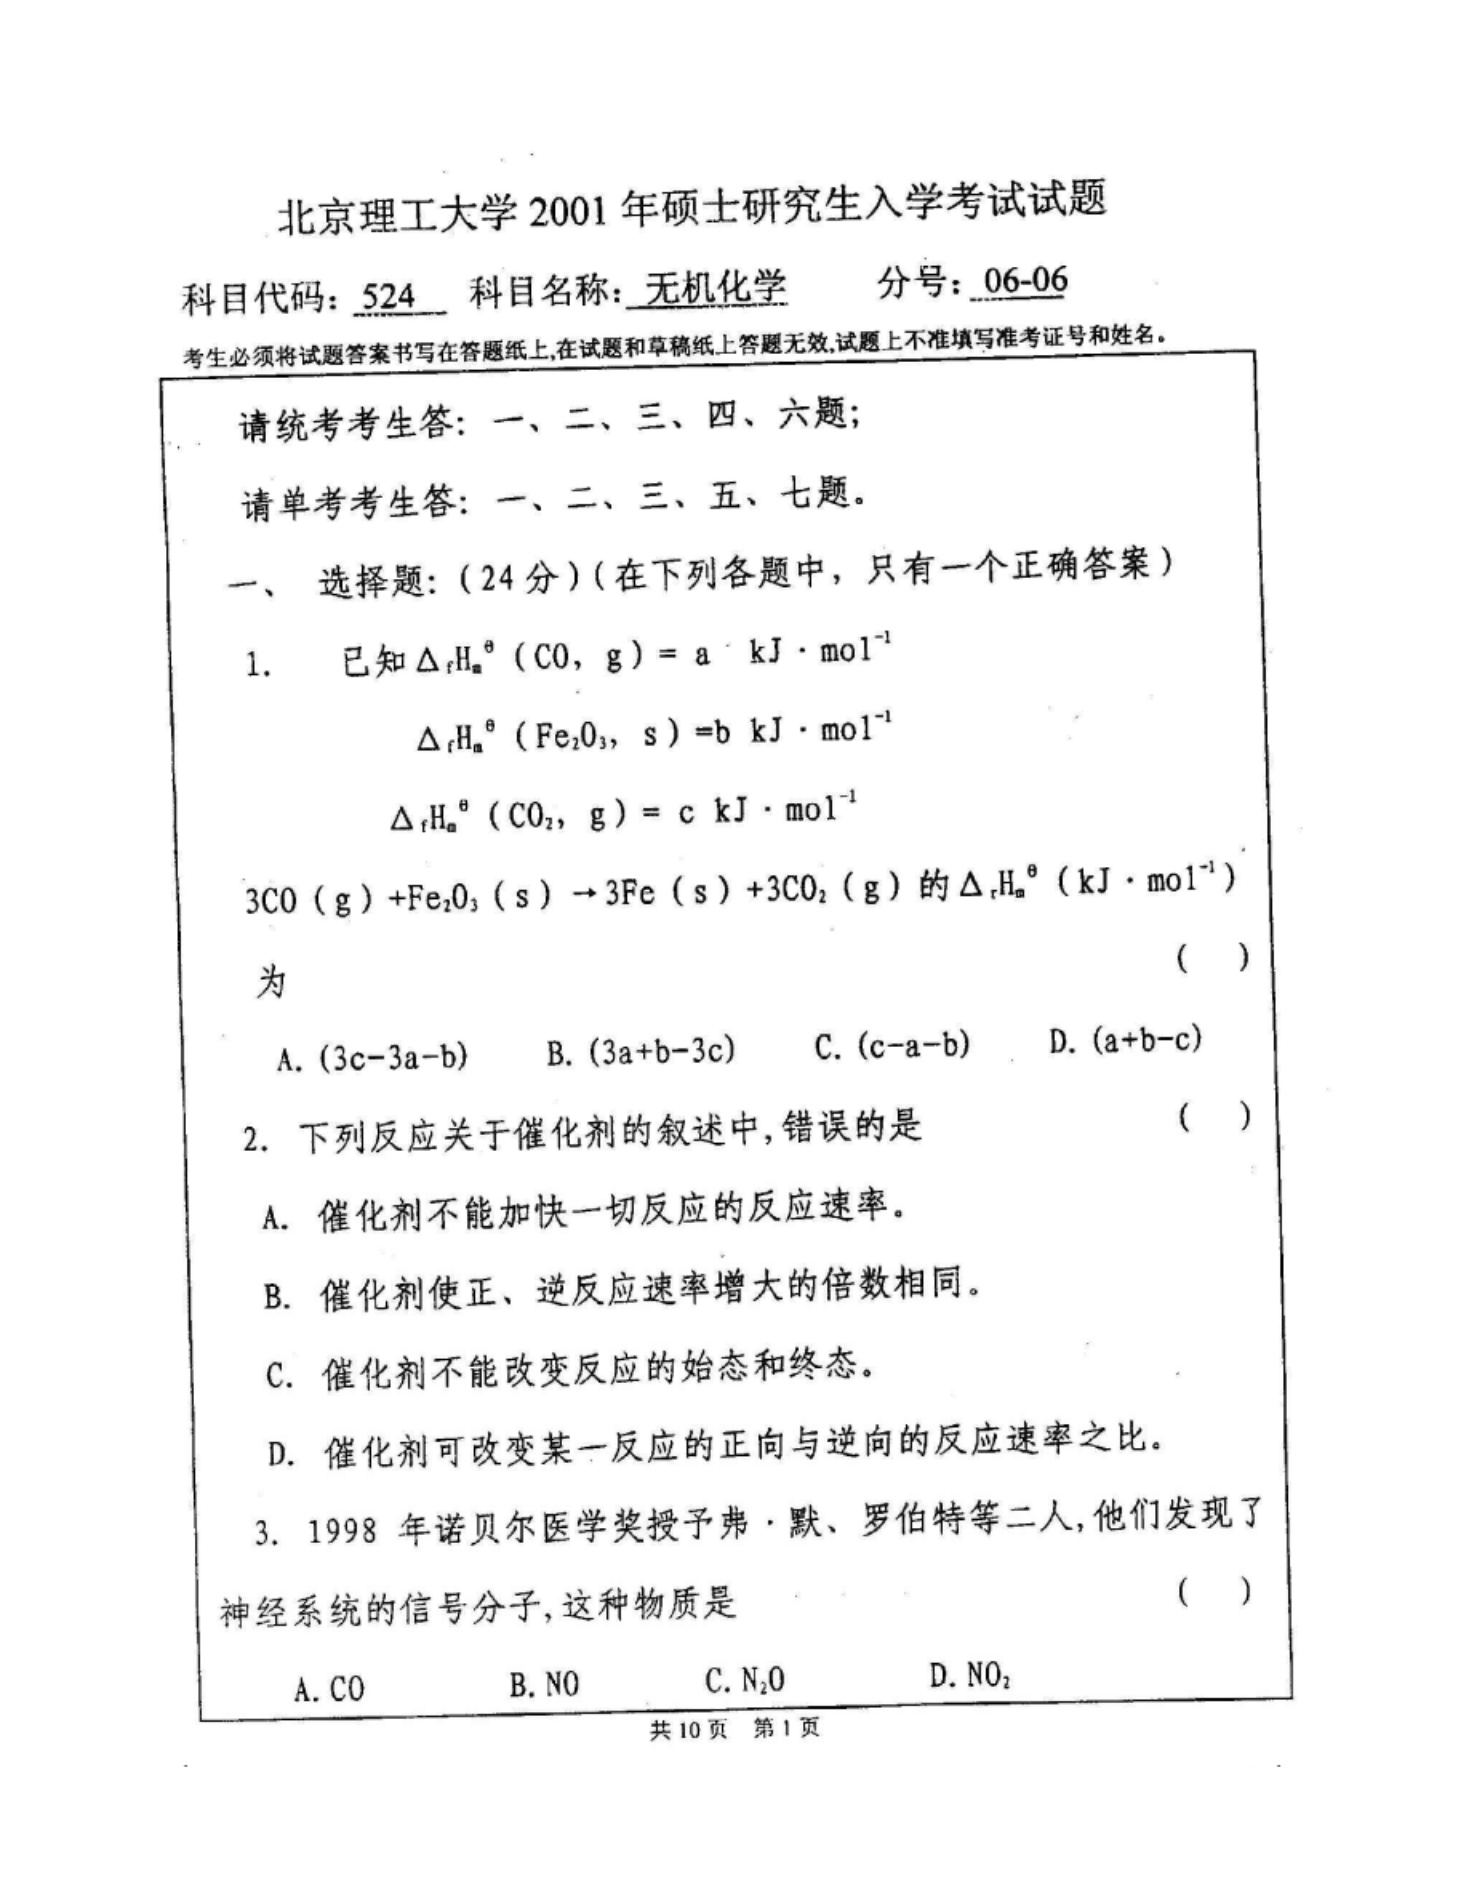 北京理工大学 2001 年硕士研究生入学考试试题
科目代码: 524 科目名称: 无机化学 分号: 06-06
考生必须将试题答案书写在答题纸上,在试题和草稿纸上答题无效,试题上不准填写准考证号和姓名。
请统考考生答: 一、二、三、四、六题;
请单考考生答: 一、二、三、五、七题。
一、 选择题:(24 分)(在下列各题中, 只有一个正确答案)
1. 已知 ΔfHmθ (CO, g) = a kJ·mol⁻¹
ΔfHmθ (Fe₂O₃, s) =b kJ·mol⁻¹
ΔfHmθ (CO₂, g) = c kJ·mol⁻¹
3CO (g) +Fe₂O₃ (s) →3Fe (s) +3CO₂ (g) 的 ΔrHmθ (kJ·mol⁻¹)
为 ( )
A. (3c-3a-b) B. (3a+b-3c) C. (c-a-b) D. (a+b-c)
2. 下列反应关于催化剂的叙述中,错误的是 ( )
A. 催化剂不能加快一切反应的反应速率。
B. 催化剂使正、逆反应速率增大的倍数相同。
C. 催化剂不能改变反应的始态和终态。
D. 催化剂可改变某一反应的正向与逆向的反应速率之比。
3. 1998 年诺贝尔医学奖授予弗·默、罗伯特等二人,他们发现了
神经系统的信号分子,这种物质是 ( )
A. CO B. NO C. N₂O D. NO₂
共 10 页 第 1 页